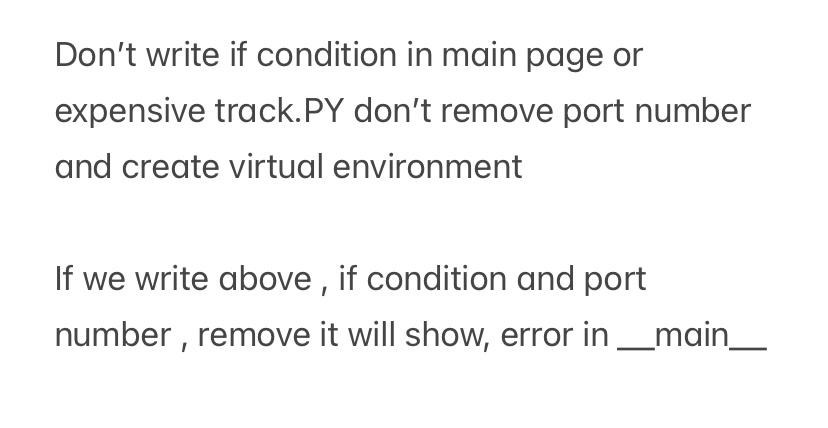 Don’t write if condition in main page or
expensive track.PY don’t remove port number
and create virtual environment
If we write above , if condition and port
number , remove it will show, error in __main__